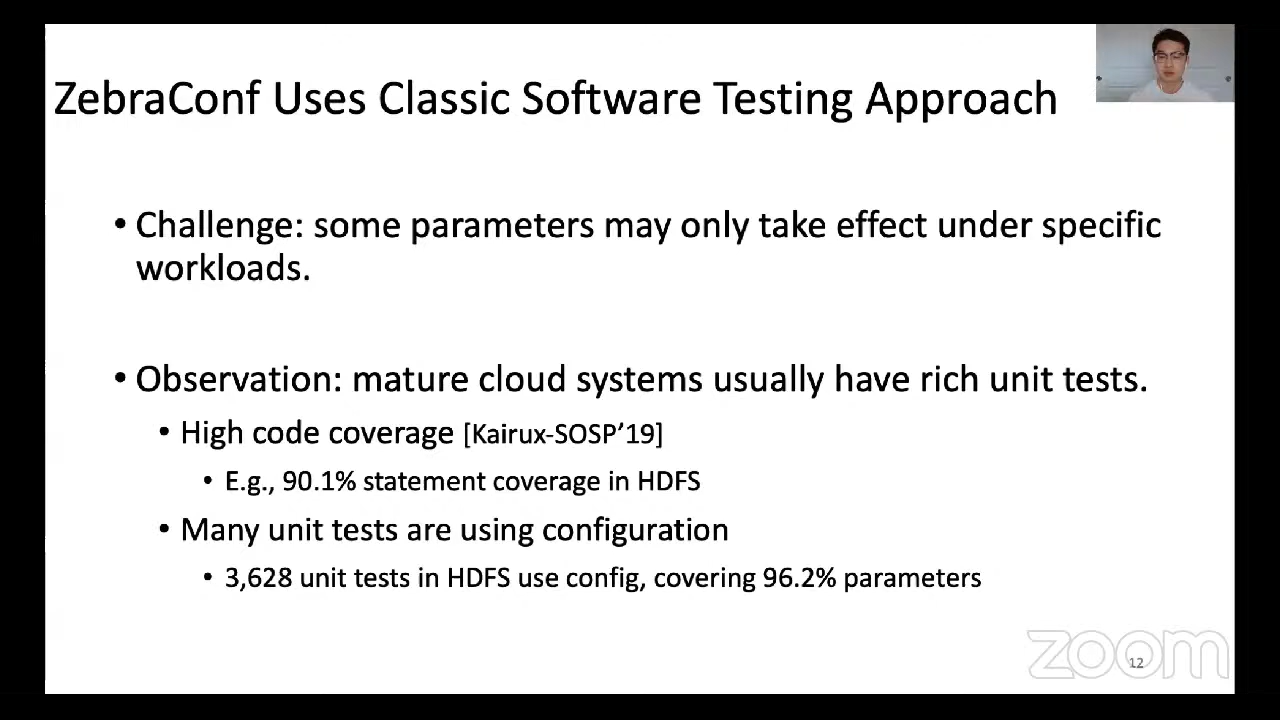 ZebraConf Uses Classic Software Testing Approach
• Challenge: some parameters may only take effect under specific
workloads.
• Observation: mature cloud systems usually have rich unit tests.
• High code coverage [Kairux-SOSP’19]
• E.g., 90.1% statement coverage in HDFS
• Many unit tests are using configuration
• 3,628 unit tests in HDFS use config, covering 96.2% parameters
zoom
12